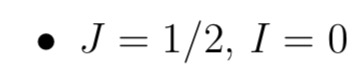 • J = 1/2, I = 0